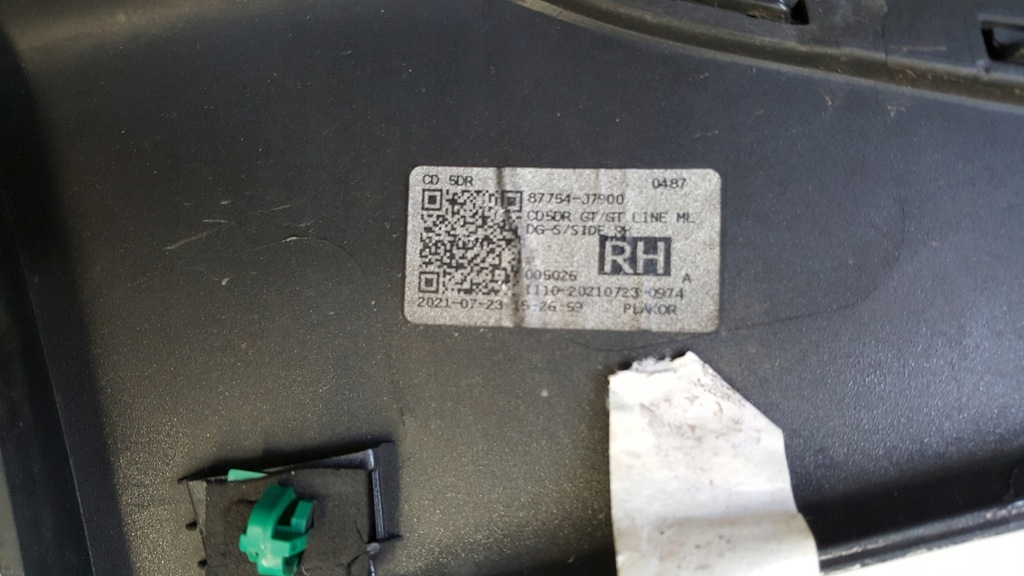 CD 5DR 0487
87754-J7900
CD5DR GT/GT LINE ML
DG-S/SIDE RH
RH
005025 A
1110-20210723-0974
2021-07-23 15:26:59 PLAKOR